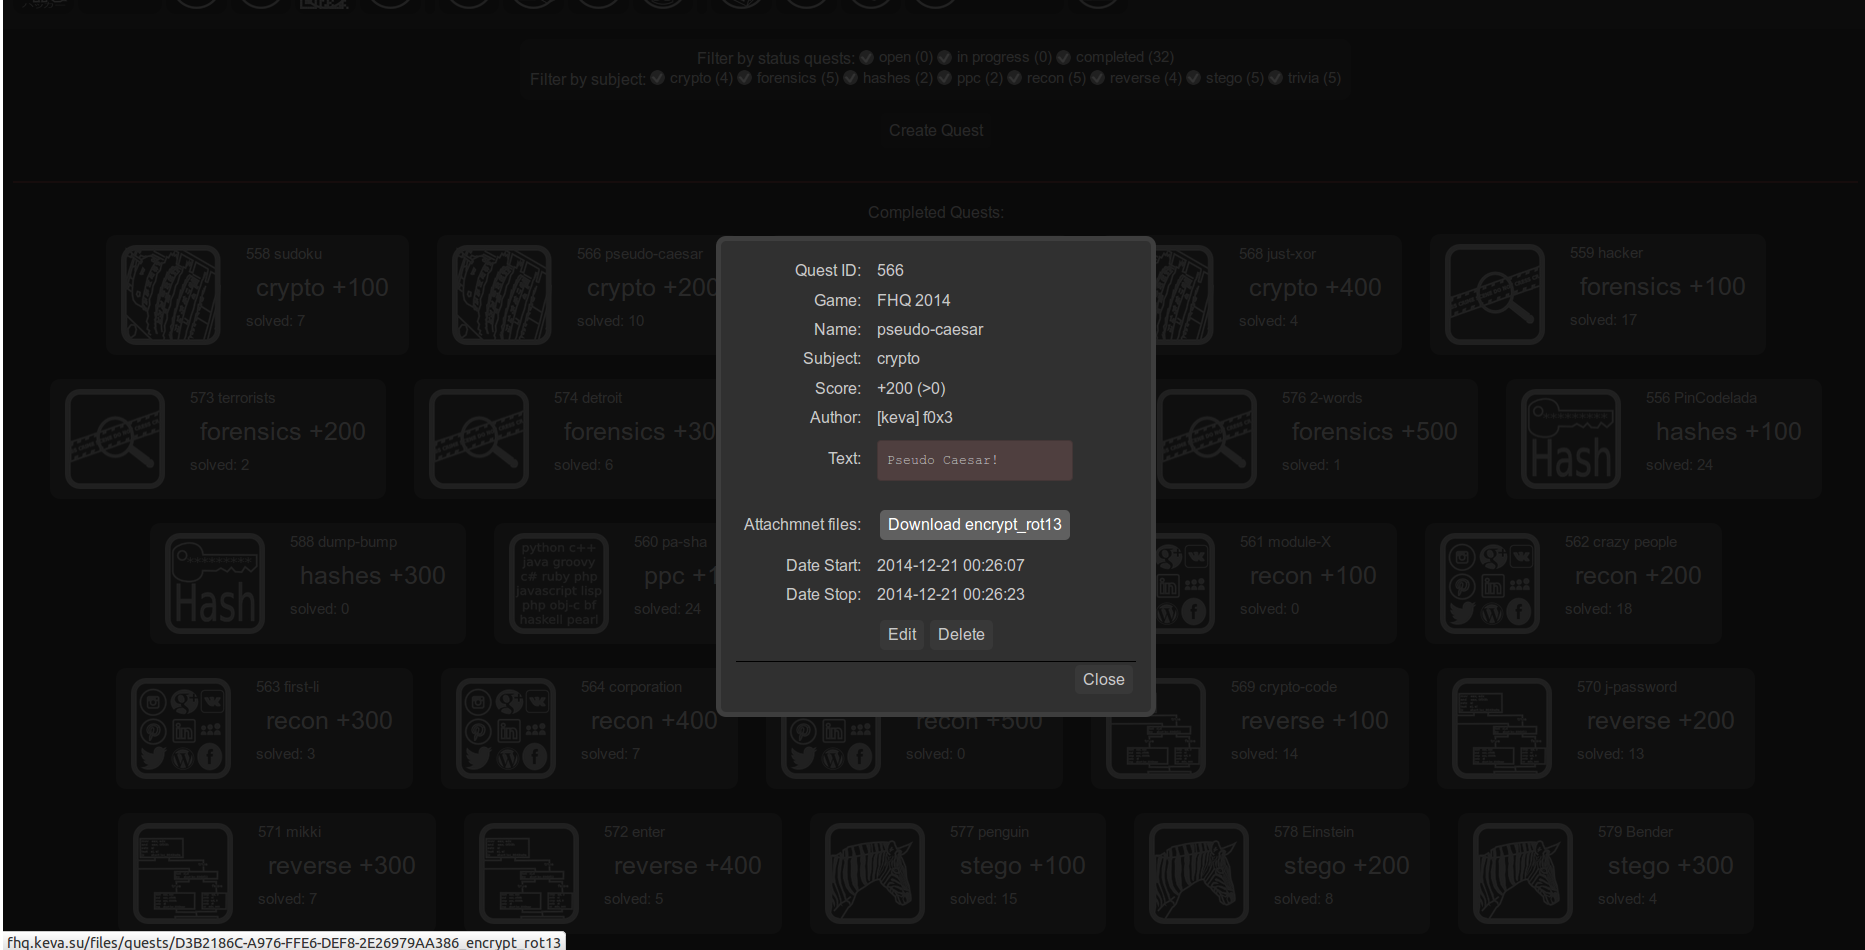 Filter by status quests: open (0) in progress (0) completed (32)
Filter by subject: crypto (4) forensics (5) hashes (2) ppc (2) recon (5) reverse (4) stego (5) trivia (5)
Create Quest
Completed Quests:
558 sudoku
crypto +100
solved: 7
566 pseudo-caesar
crypto +200
solved: 10
568 just-xor
crypto +400
solved: 4
559 hacker
forensics +100
solved: 17
Quest ID: 566
Game: FHQ 2014
Name: pseudo-caesar
Subject: crypto
Score: +200 (>0)
Author: [keva] f0x3
Text: Pseudo Caesar!
Attachmnet files: Download encrypt_rot13
Date Start: 2014-12-21 00:26:07
Date Stop: 2014-12-21 00:26:23
Edit Delete
Close
573 terrorists
forensics +200
solved: 2
574 detroit
forensics +30
solved: 6
576 2-words
forensics +500
solved: 1
Hash
556 PinCodelada
hashes +100
solved: 24
Hash
588 dump-bump
hashes +300
solved: 0
python c++
java groovy
c# ruby php
javascript lisp
php obj-c bf
haskell pearl
560 pa-sha
ppc +1
solved: 24
561 module-X
recon +100
solved: 0
562 crazy people
recon +200
solved: 18
563 first-li
recon +300
solved: 3
564 corporation
recon +400
solved: 7
recon +500
solved: 0
569 crypto-code
reverse +100
solved: 14
570 j-password
reverse +200
solved: 13
571 mikki
reverse +300
solved: 7
572 enter
reverse +400
solved: 5
577 penguin
stego +100
solved: 15
578 Einstein
stego +200
solved: 8
579 Bender
stego +300
solved: 4
fhq.keva.su/files/quests/D3B2186C-A976-FFE6-DEF8-2E26979AA386_encrypt_rot13